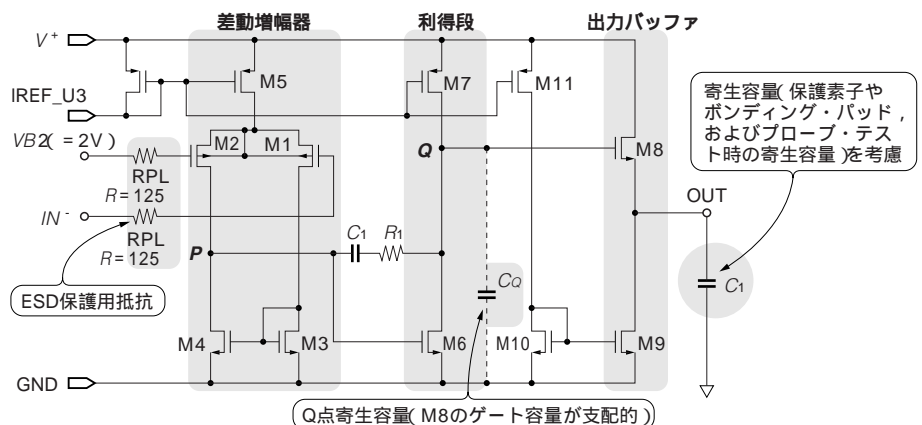 差動増幅器
利得段
出力バッファ
V+
M5
M7
M11
IREF_U3
VB2(=2V)
M2
M1
Q
M8
RPL
R=125
IN-
RPL
R=125
P
C1
R1
OUT
寄生容量(保護素子や
ボンディング・パッド,
およびプローブ・テス
ト時の寄生容量)を考慮
ESD保護用抵抗
CQ
C1
M4
M3
M6
M10
M9
GND
Q点寄生容量(M8のゲート容量が支配的)